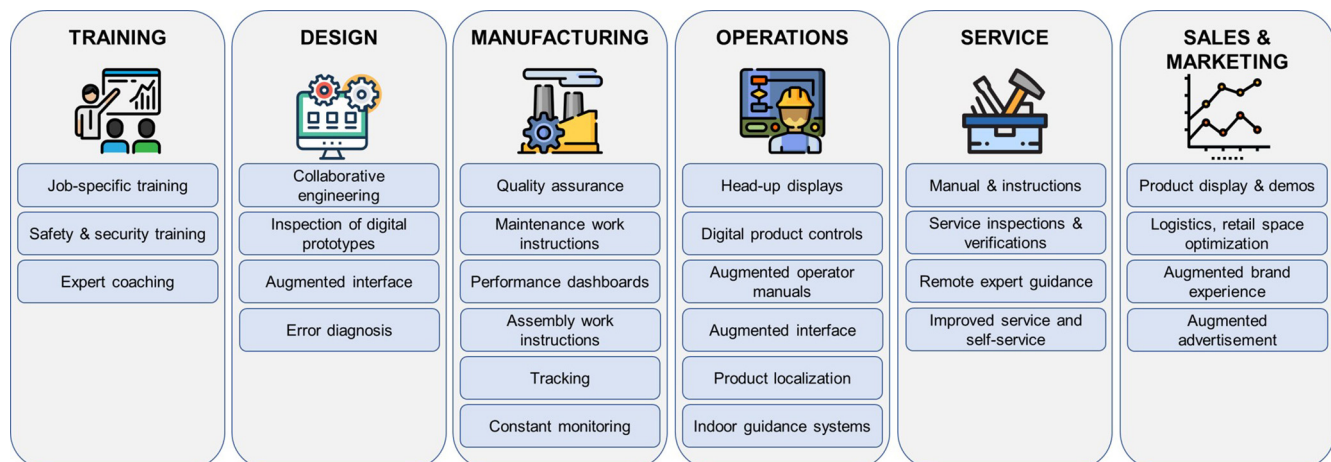 TRAINING
Job-specific training
Safety & security training
Expert coaching
DESIGN
Collaborative
engineering
Inspection of digital
prototypes
Augmented interface
Error diagnosis
MANUFACTURING
Quality assurance
Maintenance work
instructions
Performance dashboards
Assembly work
instructions
Tracking
Constant monitoring
OPERATIONS
Head-up displays
Digital product controls
Augmented operator
manuals
Augmented interface
Product localization
Indoor guidance systems
SERVICE
Manual & instructions
Service inspections &
verifications
Remote expert guidance
Improved service and
self-service
SALES &
MARKETING
Product display & demos
Logistics, retail space
optimization
Augmented brand
experience
Augmented
advertisement